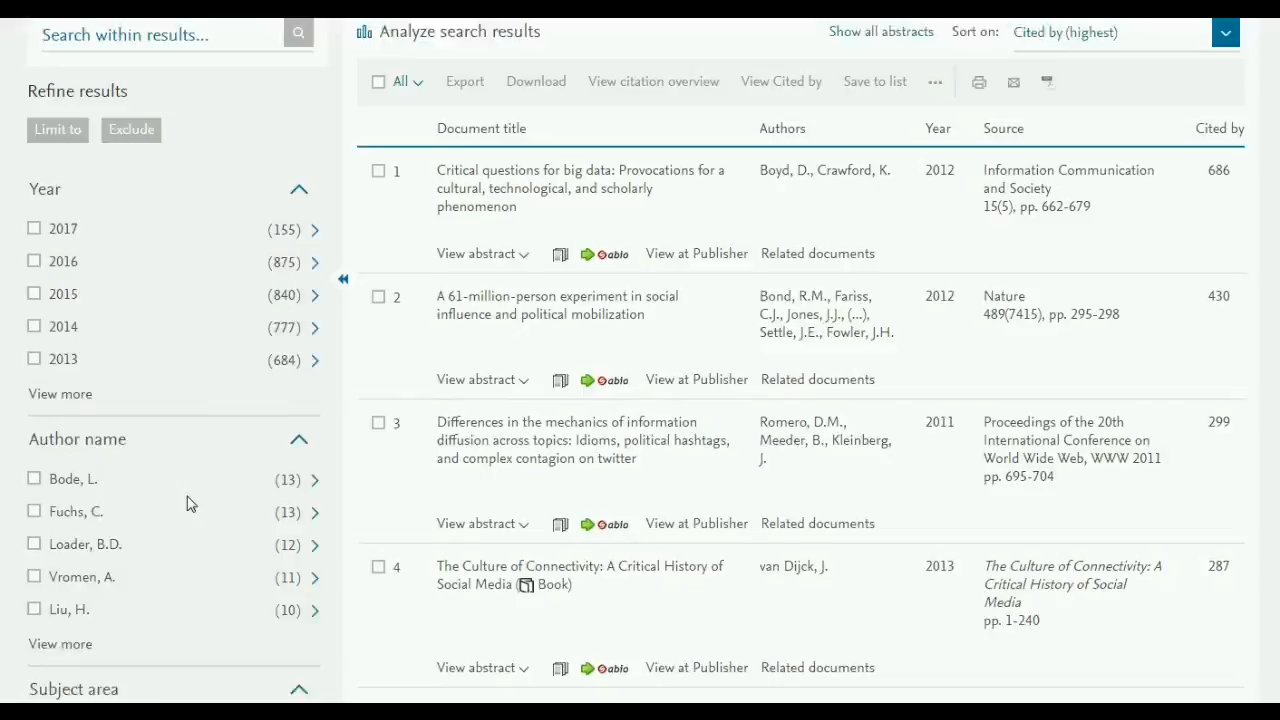 Search within results...
Analyze search results
Show all abstracts
Sort on:
Cited by (highest)
Refine results
Limit to
Exclude
All
Export
Download
View citation overview
View Cited by
Save to list
...
Document title
Authors
Year
Source
Cited by
Year
2017 (155)
2016 (875)
2015 (840)
2014 (777)
2013 (684)
View more
Author name
Bode, L. (13)
Fuchs, C. (13)
Loader, B.D. (12)
Vromen, A. (11)
Liu, H. (10)
View more
Subject area
1
Critical questions for big data: Provocations for a
cultural, technological, and scholarly
phenomenon
Boyd, D., Crawford, K.
2012
Information Communication
and Society
15(5), pp. 662-679
686
View abstract
View at Publisher
Related documents
2
A 61-million-person experiment in social
influence and political mobilization
Bond, R.M., Fariss,
C.J., Jones, J.J., (...),
Settle, J.E., Fowler, J.H.
2012
Nature
489(7415), pp. 295-298
430
View abstract
View at Publisher
Related documents
3
Differences in the mechanics of information
diffusion across topics: Idioms, political hashtags,
and complex contagion on twitter
Romero, D.M.,
Meeder, B., Kleinberg,
J.
2011
Proceedings of the 20th
International Conference on
World Wide Web, WWW 2011
pp. 695-704
299
View abstract
View at Publisher
Related documents
4
The Culture of Connectivity: A Critical History of
Social Media (Book)
van Dijck, J.
2013
The Culture of Connectivity: A
Critical History of Social
Media
pp. 1-240
287
View abstract
View at Publisher
Related documents